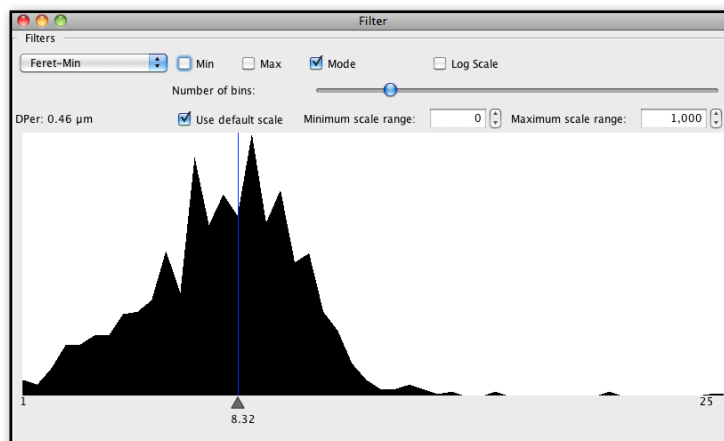 Filter
Filters
Feret-Min Min Max Mode Log Scale
Number of bins:
DPer: 0.46 µm Use default scale Minimum scale range: 0 Maximum scale range: 1,000
1 25
8.32